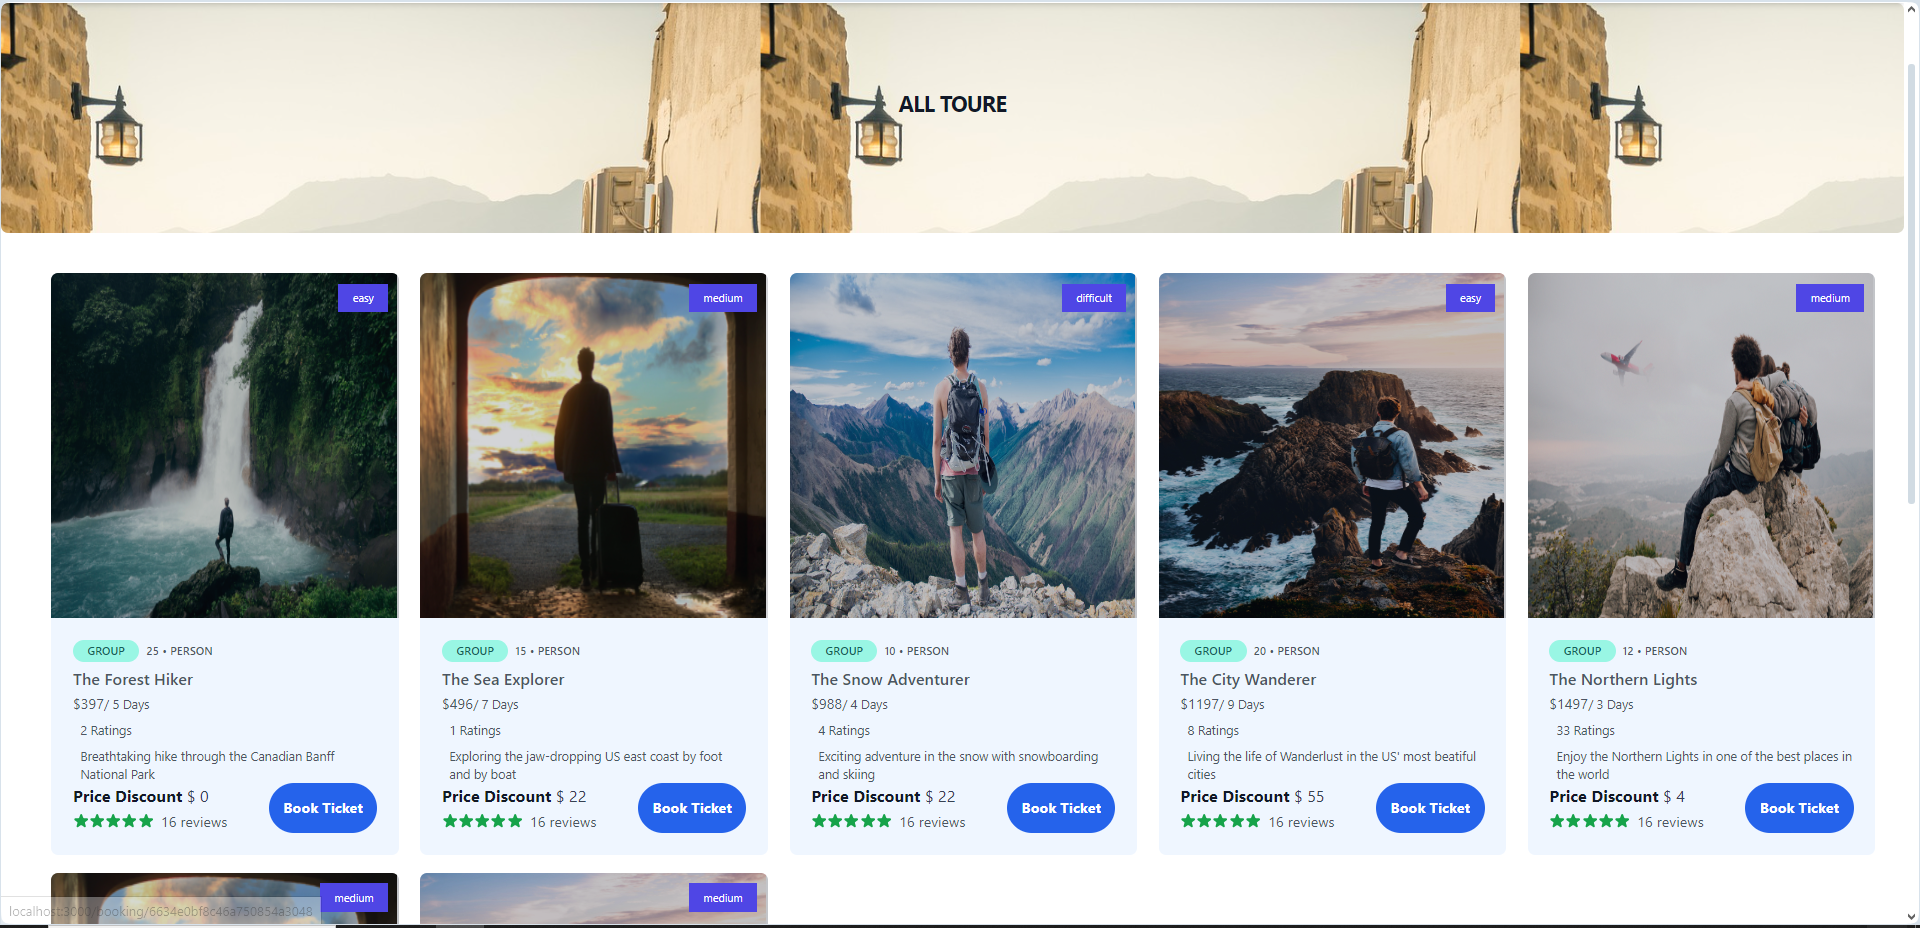 ALL TOURE
easy
medium
difficult
easy
medium
GROUP 25 • PERSON
The Forest Hiker
$397/ 5 Days
2 Ratings
Breathtaking hike through the Canadian Banff
National Park
Price Discount $ 0
16 reviews
Book Ticket
GROUP 15 • PERSON
The Sea Explorer
$496/ 7 Days
1 Ratings
Exploring the jaw-dropping US east coast by foot
and by boat
Price Discount $ 22
16 reviews
Book Ticket
GROUP 10 • PERSON
The Snow Adventurer
$988/ 4 Days
4 Ratings
Exciting adventure in the snow with snowboarding
and skiing
Price Discount $ 22
16 reviews
Book Ticket
GROUP 20 • PERSON
The City Wanderer
$1197/ 9 Days
8 Ratings
Living the life of Wanderlust in the US' most beatiful
cities
Price Discount $ 55
16 reviews
Book Ticket
GROUP 12 • PERSON
The Northern Lights
$1497/ 3 Days
33 Ratings
Enjoy the Northern Lights in one of the best places in
the world
Price Discount $ 4
16 reviews
Book Ticket
medium
medium
localhost:3000/booking/6634e0bf8c46a750854a3048